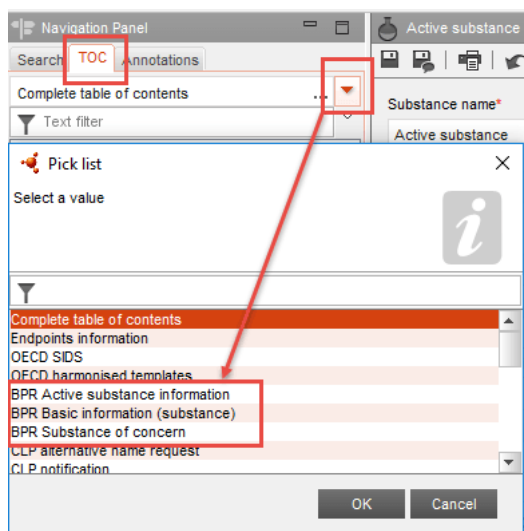 Navigation Panel
Active substance
Search TOC Annotations
Complete table of contents ...
Substance name*
Text filter
Active substance
Pick list
Select a value
Complete table of contents
Endpoints information
OECD SIDS
OECD harmonised templates
BPR Active substance information
BPR Basic information (substance)
BPR Substance of concern
CLP alternative name request
CLP notification
OK Cancel